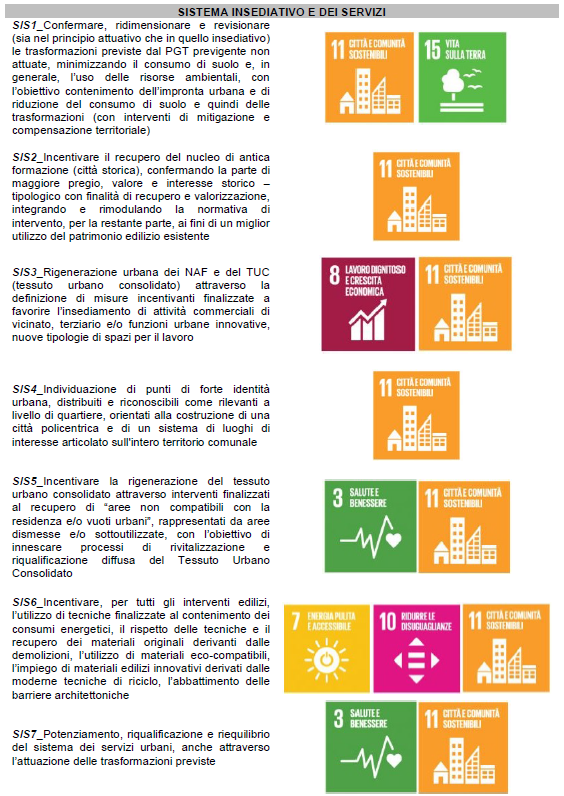 SISTEMA INSEDIATIVO E DEI SERVIZI
SIS1_Confermare, ridimensionare e revisionare
(sia nel principio attuativo che in quello insediativo)
le trasformazioni previste dal PGT previgente non
attuate, minimizzando il consumo di suolo e, in
generale, l'uso delle risorse ambientali, con
l'obiettivo contenimento dell'impronta urbana e di
riduzione del consumo di suolo e quindi delle
trasformazioni (con interventi di mitigazione e
compensazione territoriale)
11 CITTÀ E COMUNITÀ
SOSTENIBILI
15 VITA
SULLA TERRA
SIS2_Incentivare il recupero del nucleo di antica
formazione (città storica), confermando la parte di
maggiore pregio, valore e interesse storico –
tipologico con finalità di recupero e valorizzazione,
integrando e rimodulando la normativa di
intervento, per la restante parte, ai fini di un miglior
utilizzo del patrimonio edilizio esistente
11 CITTÀ E COMUNITÀ
SOSTENIBILI
SIS3_Rigenerazione urbana dei NAF e del TUC
(tessuto urbano consolidato) attraverso la
definizione di misure incentivanti finalizzate a
favorire l'insediamento di attività commerciali di
vicinato, terziario e/o funzioni urbane innovative,
nuove tipologie di spazi per il lavoro
8 LAVORO DIGNITOSO
E CRESCITA
ECONOMICA
11 CITTÀ E COMUNITÀ
SOSTENIBILI
SIS4_Individuazione di punti di forte identità
urbana, distribuiti e riconoscibili come rilevanti a
livello di quartiere, orientati alla costruzione di una
città policentrica e di un sistema di luoghi di
interesse articolato sull'intero territorio comunale
11 CITTÀ E COMUNITÀ
SOSTENIBILI
SIS5_Incentivare la rigenerazione del tessuto
urbano consolidato attraverso interventi finalizzati
al recupero di “aree non compatibili con la
residenza e/o vuoti urbani”, rappresentati da aree
dismesse e/o sottoutilizzate, con l'obiettivo di
innescare processi di rivitalizzazione e
riqualificazione diffusa del Tessuto Urbano
Consolidato
3 SALUTE E
BENESSERE
11 CITTÀ E COMUNITÀ
SOSTENIBILI
SIS6_Incentivare, per tutti gli interventi edilizi,
l'utilizzo di tecniche finalizzate al contenimento dei
consumi energetici, il rispetto delle tecniche e il
recupero dei materiali originali derivanti dalle
demolizioni, l'utilizzo di materiali eco-compatibili,
l'impiego di materiali edilizi innovativi derivati dalle
moderne tecniche di riciclo, l'abbattimento delle
barriere architettoniche
7 ENERGIA PULITA
E ACCESSIBILE
10 RIDURRE LE
DISUGUAGLIANZE
11 CITTÀ E COMUNITÀ
SOSTENIBILI
SIS7_Potenziamento, riqualificazione e riequilibrio
del sistema dei servizi urbani, anche attraverso
l'attuazione delle trasformazioni previste
3 SALUTE E
BENESSERE
11 CITTÀ E COMUNITÀ
SOSTENIBILI